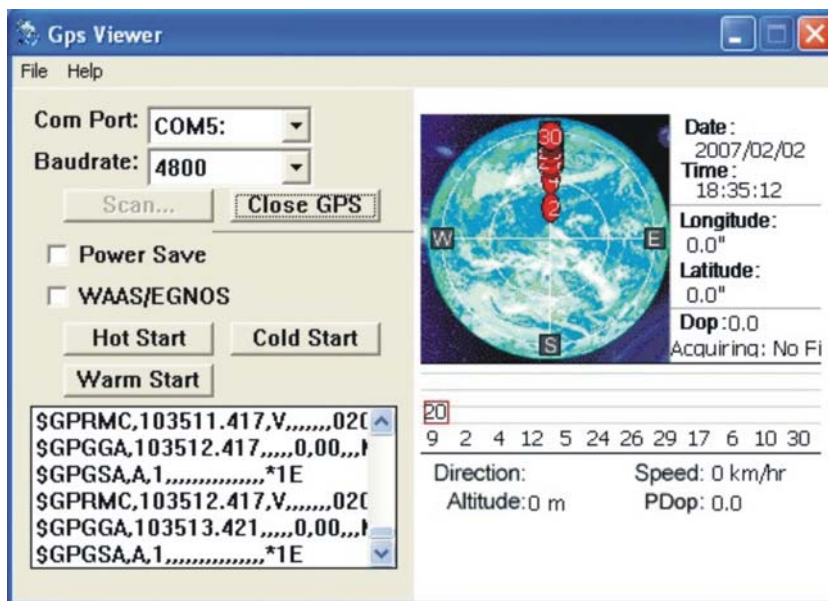 Gps Viewer
File Help
Com Port: COM5:
Baudrate: 4800
Scan... Close GPS
Power Save
WAAS/EGNOS
Hot Start Cold Start
Warm Start
$GPRMC,103511.417,V,,,,,,,020
$GPGGA,103512.417,,,,,0,00,,,M
$GPGSA,A,1,,,,,,,,,,,,,,,*1E
$GPRMC,103512.417,V,,,,,,,020
$GPGGA,103513.421,,,,,0,00,,,M
$GPGSA,A,1,,,,,,,,,,,,,,,*1E
30
4
2
W
E
S
Date:
2007/02/02
Time:
18:35:12
Longitude:
0.0"
Latitude:
0.0"
Dop:0.0
Acquiring: No Fi
20
9 2 4 12 5 24 26 29 17 6 10 30
Direction: Speed: 0 km/hr
Altitude:0 m PDop: 0.0